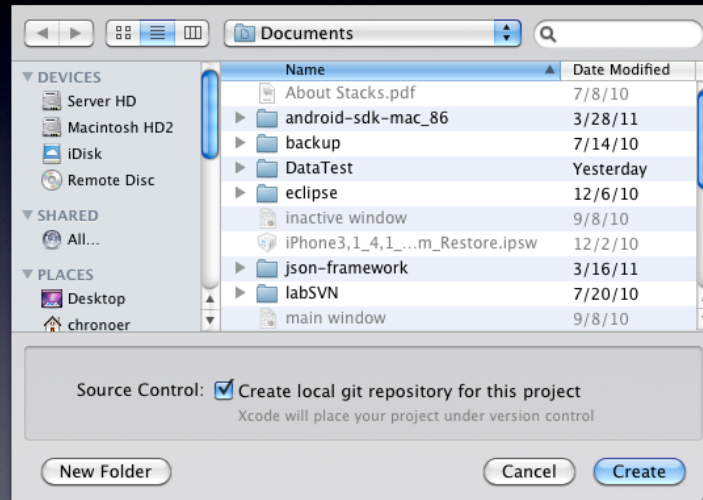 Documents
DEVICES
Server HD
Macintosh HD2
iDisk
Remote Disc
SHARED
All...
PLACES
Desktop
chronoer
Name Date Modified
About Stacks.pdf 7/8/10
android-sdk-mac_86 3/28/11
backup 7/14/10
DataTest Yesterday
eclipse 12/6/10
inactive window 9/8/10
iPhone3,1_4,1_...m_Restore.ipsw 12/2/10
json-framework 3/16/11
labSVN 7/20/10
main window 9/8/10
Source Control: Create local git repository for this project
Xcode will place your project under version control
New Folder Cancel Create